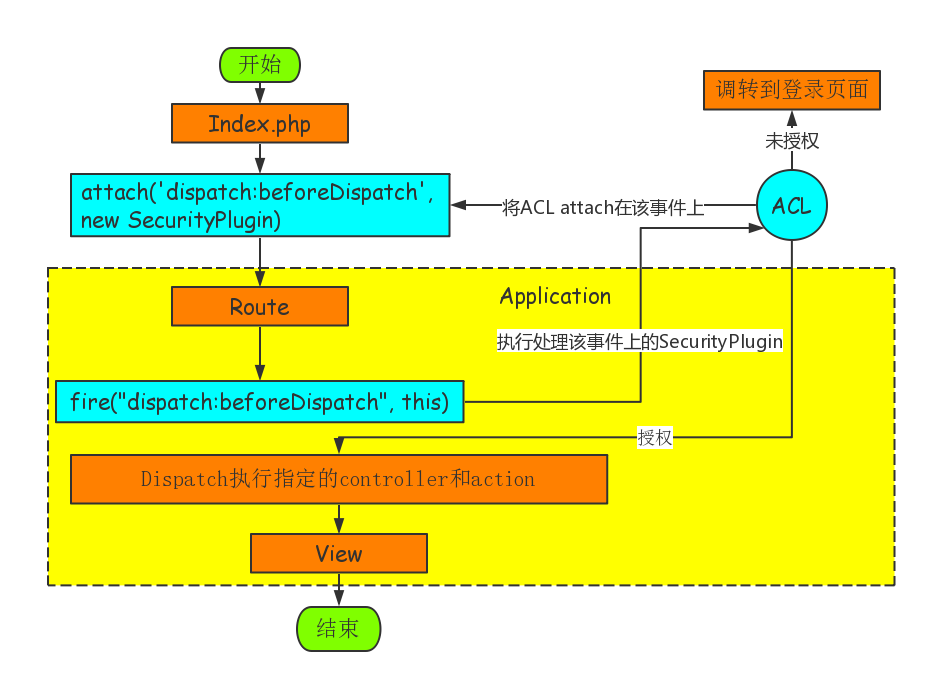 开始
调转到登录页面
Index.php
未授权
attach('dispatch:beforeDispatch',
new SecurityPlugin)
将ACL attach在该事件上
ACL
Application
Route
执行处理该事件上的SecurityPlugin
fire("dispatch:beforeDispatch", this)
授权
Dispatch执行指定的controller和action
View
结束